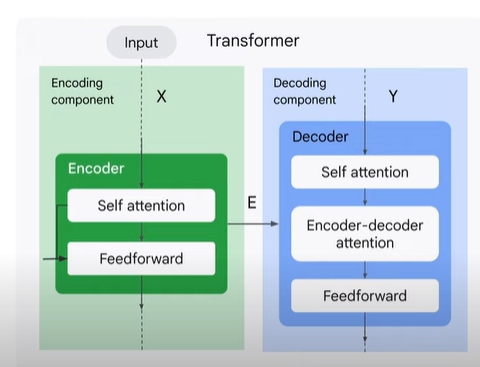 Input
Transformer
Encoding
component
X
Encoder
Self attention
Feedforward
E
Decoding
component
Y
Decoder
Self attention
Encoder-decoder
attention
Feedforward